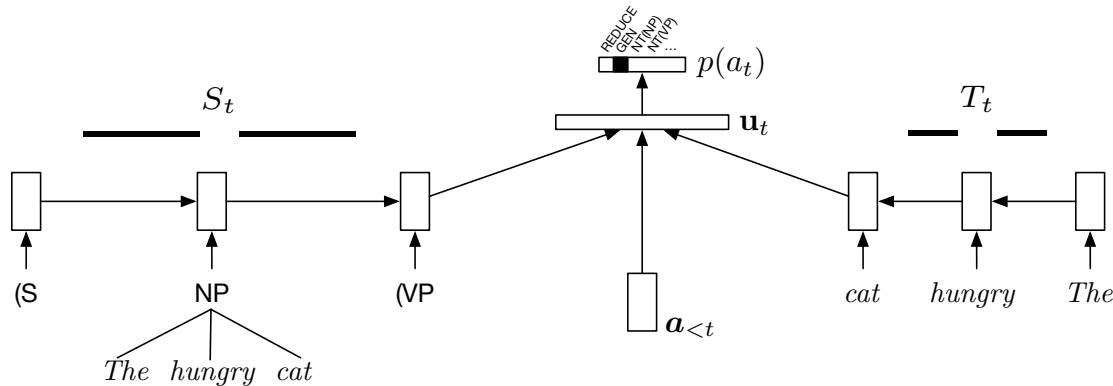 REDUCE GEN NT(NP) NT(VP) ...
p(a_t)
S_t
T_t
u_t
(S NP (VP cat hungry The
a_{<t}
The hungry cat